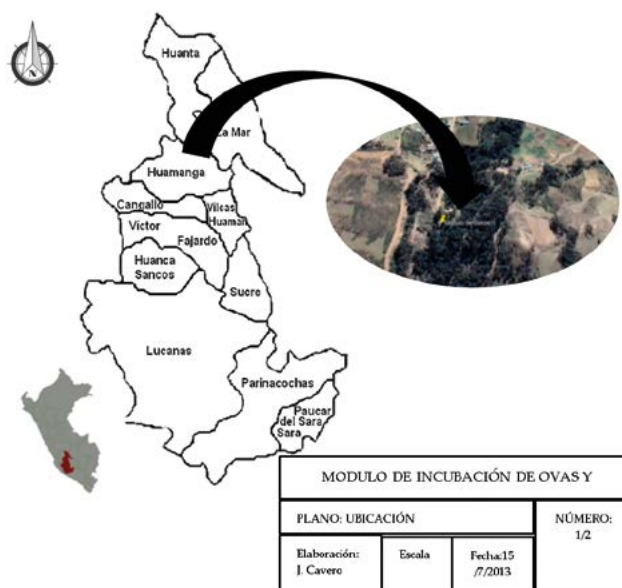 N
Huanta
La Mar
Huamanga
Cangallo
Vilcas
Huaman
Víctor
Fajardo
Huanca
Sancos
Sucre
Lucanas
Parinacochas
Paucar
del Sara
Sara
MODULO DE INCUBACIÓN DE OVAS Y
PLANO: UBICACIÓN
NÚMERO:
1/2
Elaboración:
J. Cavero
Escala
Fecha:15
/7/2013